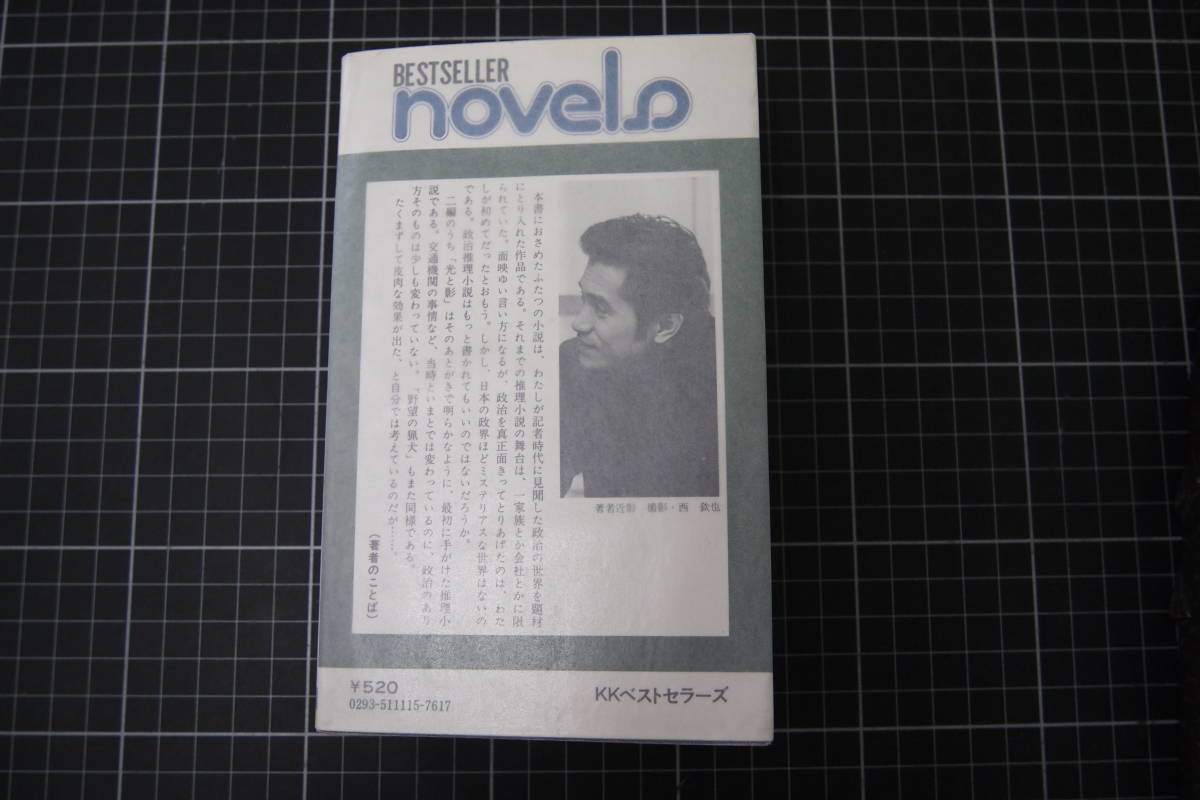 BESTSELLER
novels
本書におさめたふたつの小説は、わたしが記者時代に見聞した政治の世界を題材
にとり入れた作品である。それまでの推理小説の舞台は、一家族とか会社とかに限
られていた。面映ゆい言い方になるが、政治を真正面きってとりあげたのは、わた
しが初めてだったとおもう。しかし、日本の政界ほどミステリアスな世界はないの
である。政治推理小説はもっと書かれてもいいのではないだろうか。
二編のうち「光と影」はそのあとがきで明らかなように、最初に手がけた推理小
説である。交通機関の事情など、当時といまとでは変わっているのに、政治のあり
方そのものは少しも変わっていない。「野望の猟犬」もまた同様である。
たくまずして皮肉な効果が出た、と自分では考えているのだが……。
(著者のことば)
著者近影 撮影・西 欽也
¥520
0293-511115-7617
KKベストセラーズ